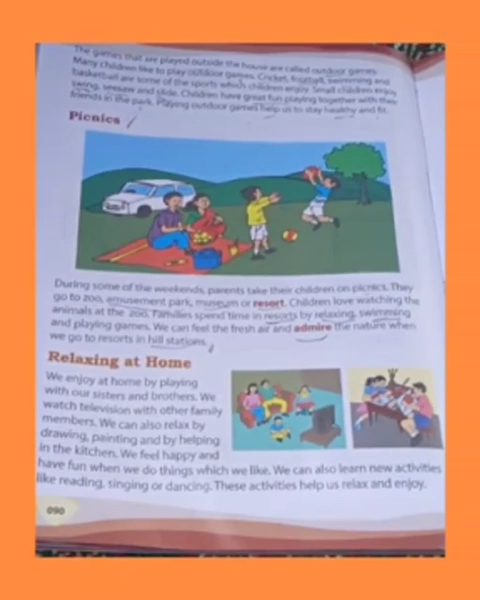 The games that are played outside the house are called outdoor games.
Many children like to play outdoor games. Cricket, football, swimming and
basketball are some of the sports which children enjoy. Small children enjoy
swing, seesaw and slide. Children have great fun playing together with their
friends in the park. Playing outdoor games help us to stay healthy and fit.
Picnics
During some of the weekends, parents take their children on picnics. They
go to zoo, amusement park, museum or resort. Children love watching the
animals at the zoo. Families spend time in resorts by relaxing, swimming
and playing games. We can feel the fresh air and admire the nature when
we go to resorts in hill stations.
Relaxing at Home
We enjoy at home by playing
with our sisters and brothers. We
watch television with other family
members. We can also relax by
drawing, painting and by helping
in the kitchen. We feel happy and
have fun when we do things which we like. We can also learn new activities
like reading, singing or dancing. These activities help us relax and enjoy.
090